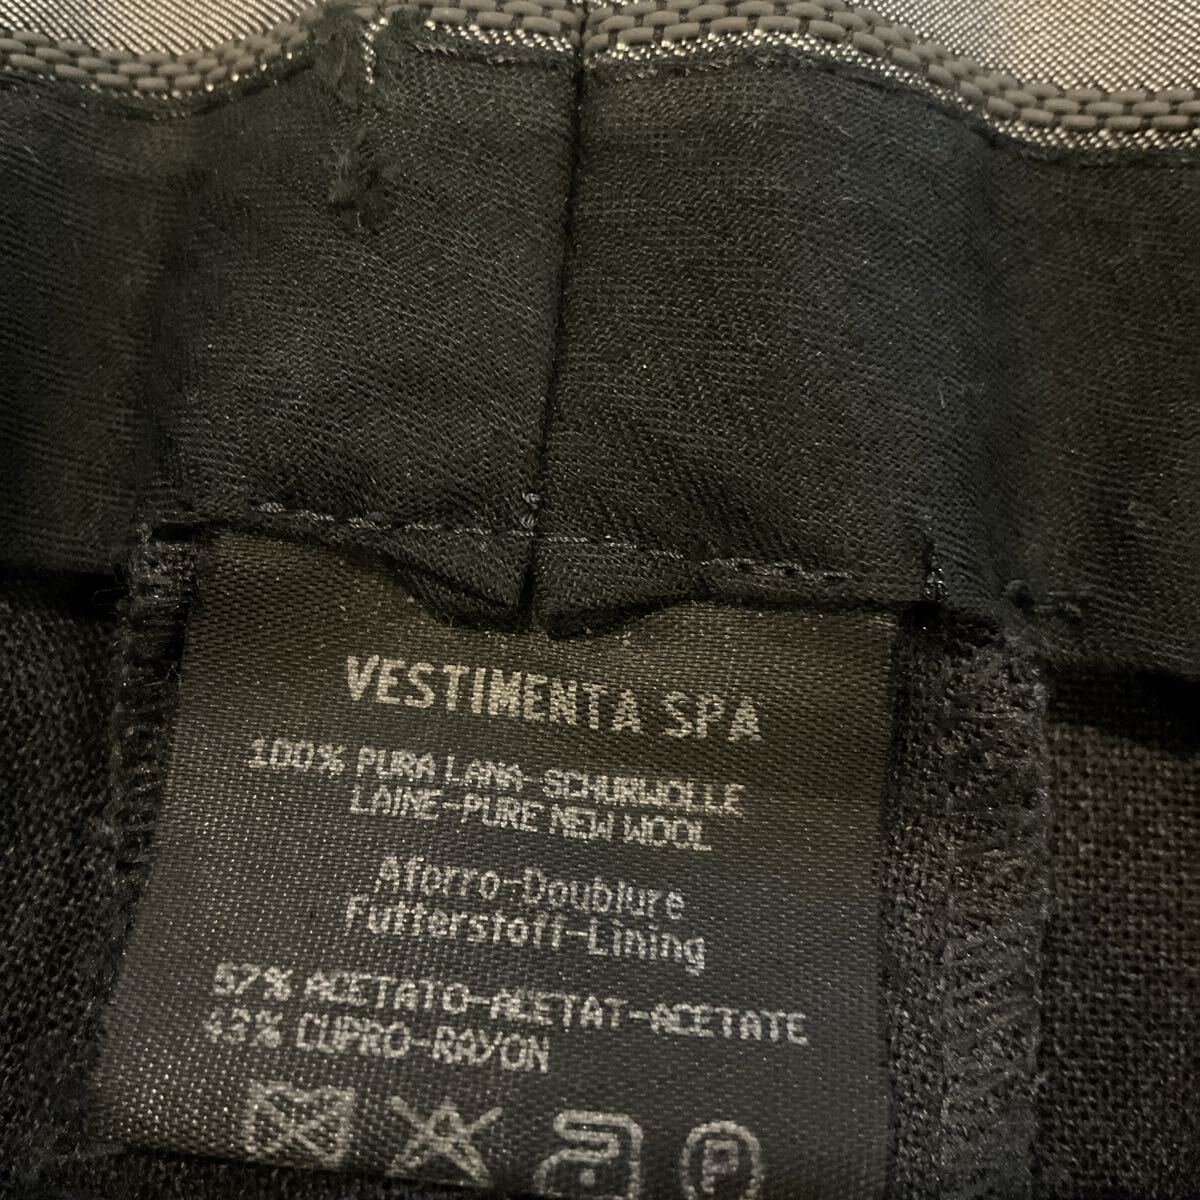 VESTIMENTA SPA
100% PURA LANA-SCHURWOLLE
LAINE-PURE NEW WOOL
Aforro-Doublure
Futterstoff-Lining
57% ACETATO-ACETAT-ACETATE
43% CUPRO-RAYON
P